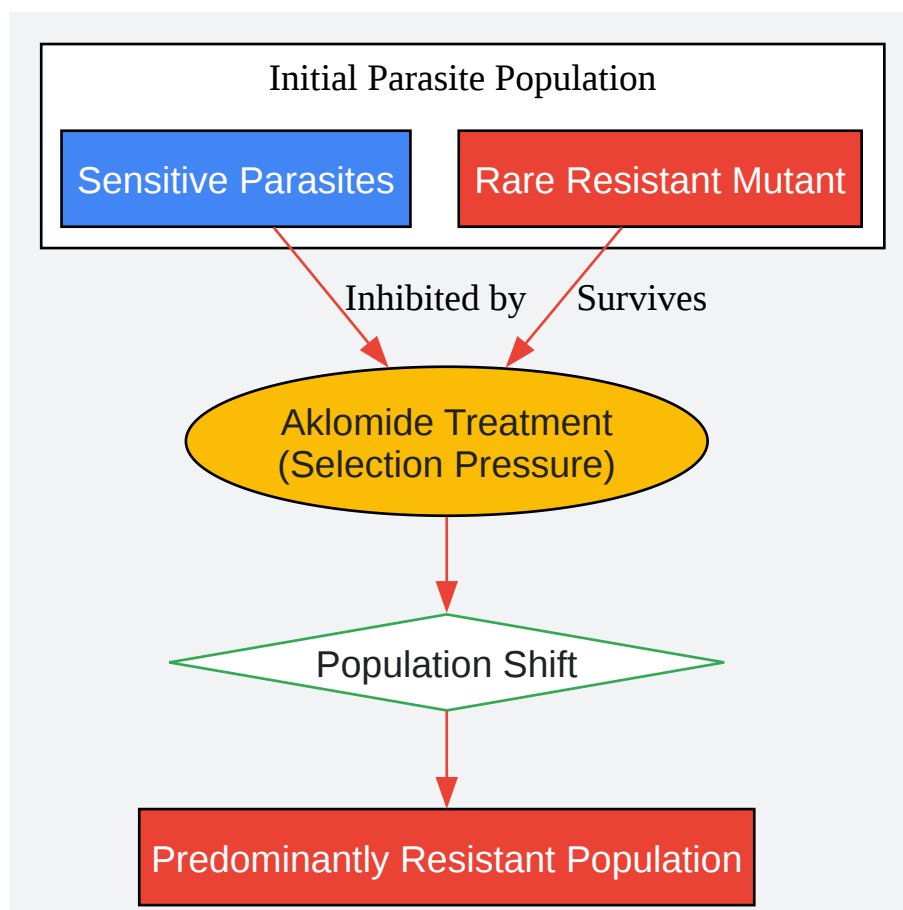 Initial Parasite Population
Sensitive Parasites
Rare Resistant Mutant
Inhibited by
Survives
Aklomide Treatment
(Selection Pressure)
Population Shift
Predominantly Resistant Population